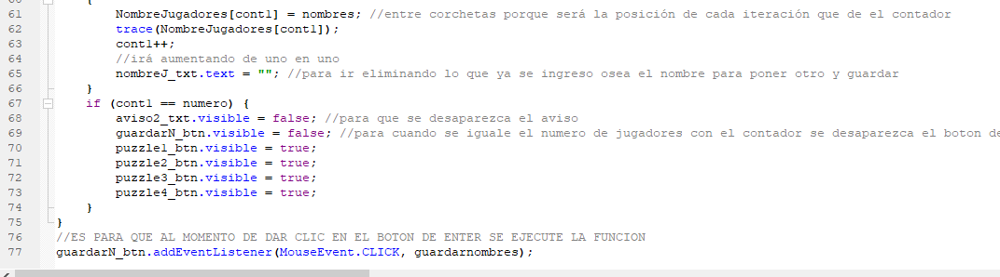 61 NombreJugadores[cont1] = nombres; //entre corchetas porque será la posición de cada iteración que de el contador
62 trace(NombreJugadores[cont1]);
63 cont1++;
64 //irá aumentando de uno en uno
65 nombreJ_txt.text = ""; //para ir eliminando lo que ya se ingreso osea el nombre para poner otro y guardar
66 }
67 if (cont1 == numero) {
68 aviso2_txt.visible = false; //para que se desaparezca el aviso
69 guardarN_btn.visible = false; //para cuando se iguale el numero de jugadores con el contador se desaparezca el boton de
70 puzzle1_btn.visible = true;
71 puzzle2_btn.visible = true;
72 puzzle3_btn.visible = true;
73 puzzle4_btn.visible = true;
74 }
75 }
76 //ES PARA QUE AL MOMENTO DE DAR CLIC EN EL BOTON DE ENTER SE EJECUTE LA FUNCION
77 guardarN_btn.addEventListener(MouseEvent.CLICK, guardarnombres);